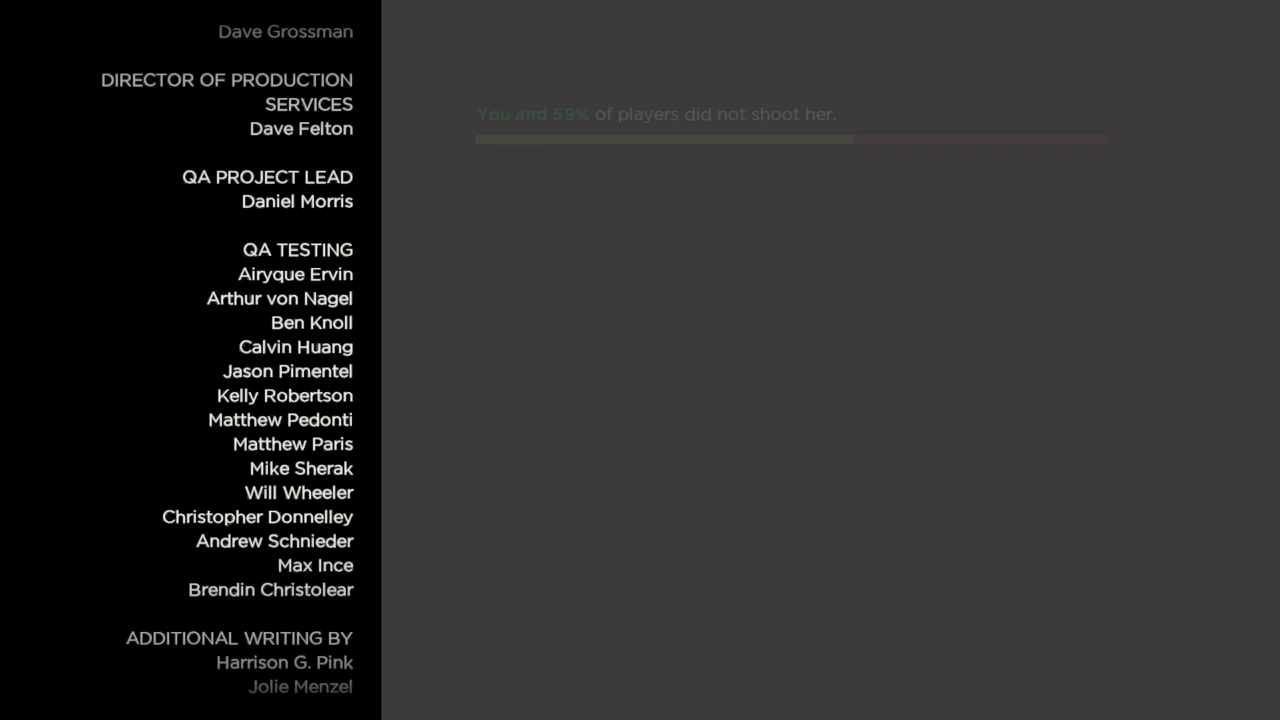 Dave Grossman
DIRECTOR OF PRODUCTION
SERVICES
Dave Felton
QA PROJECT LEAD
Daniel Morris
QA TESTING
Airyque Ervin
Arthur von Nagel
Ben Knoll
Calvin Huang
Jason Pimentel
Kelly Robertson
Matthew Pedonti
Matthew Paris
Mike Sherak
Will Wheeler
Christopher Donnelley
Andrew Schnieder
Max Ince
Brendin Christolear
ADDITIONAL WRITING BY
Harrison G. Pink
Jolie Menzel
You and 59% of players did not shoot her.